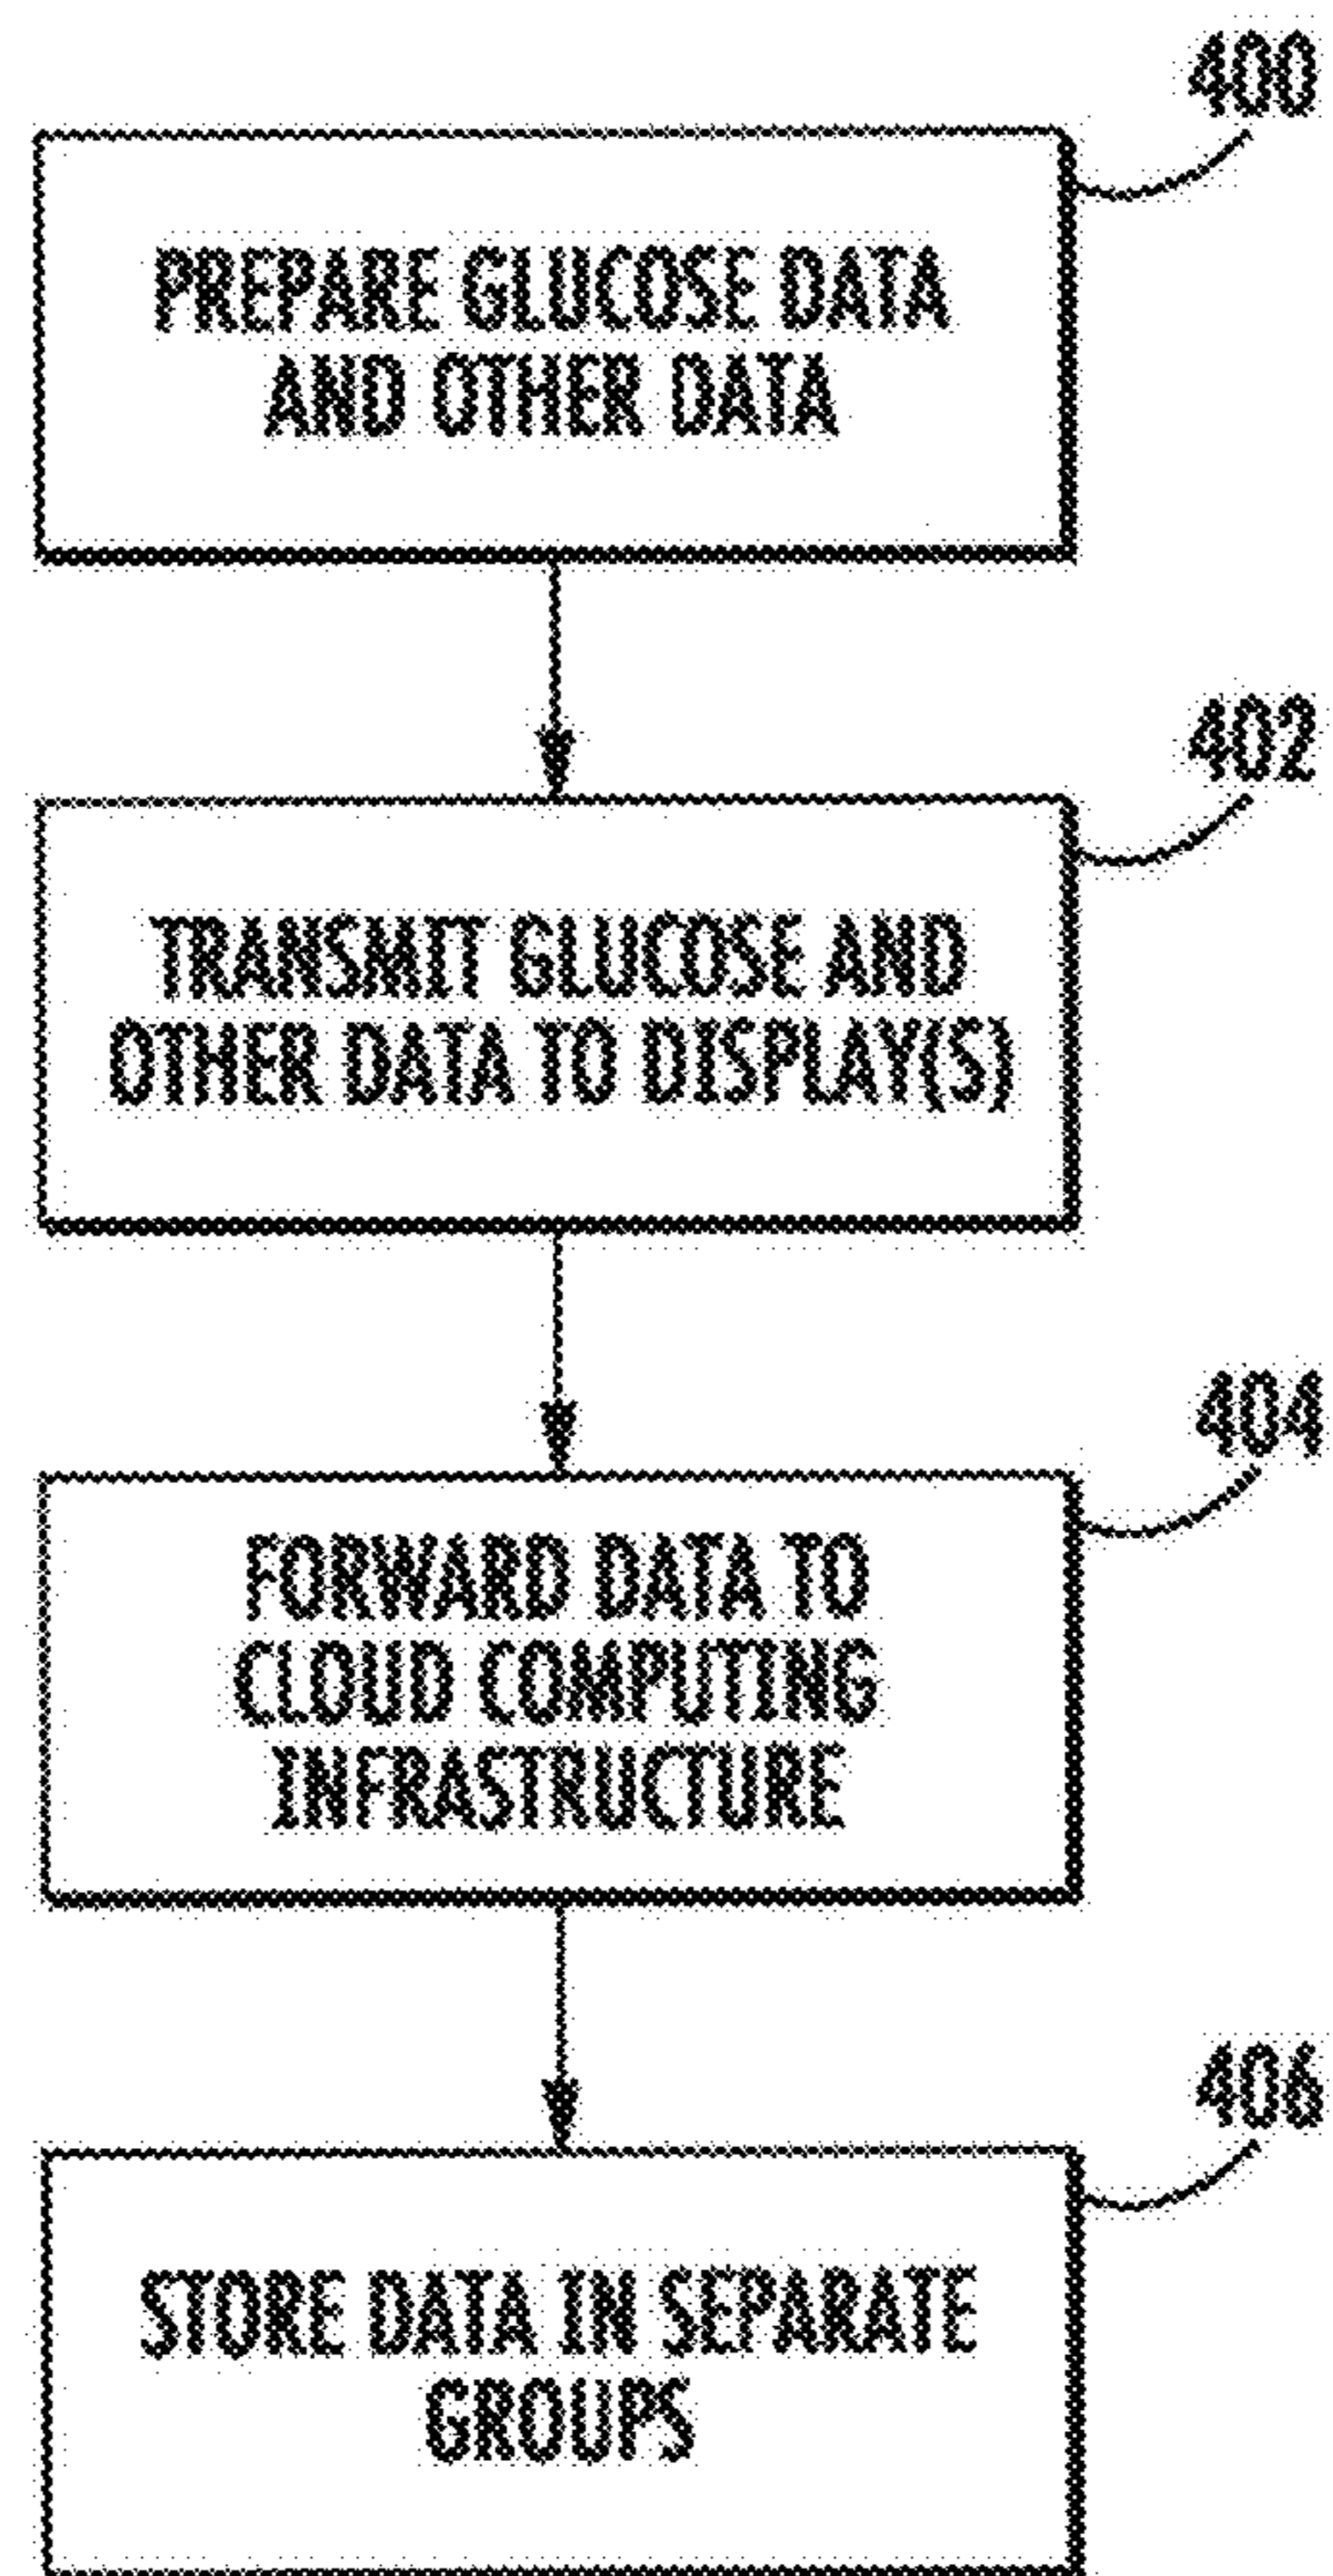 400
PREPARE GLUCOSE DATA
AND OTHER DATA
402
TRANSMIT GLUCOSE AND
OTHER DATA TO DISPLAY(S)
404
FORWARD DATA TO
CLOUD COMPUTING
INFRASTRUCTURE
406
STORE DATA IN SEPARATE
GROUPS